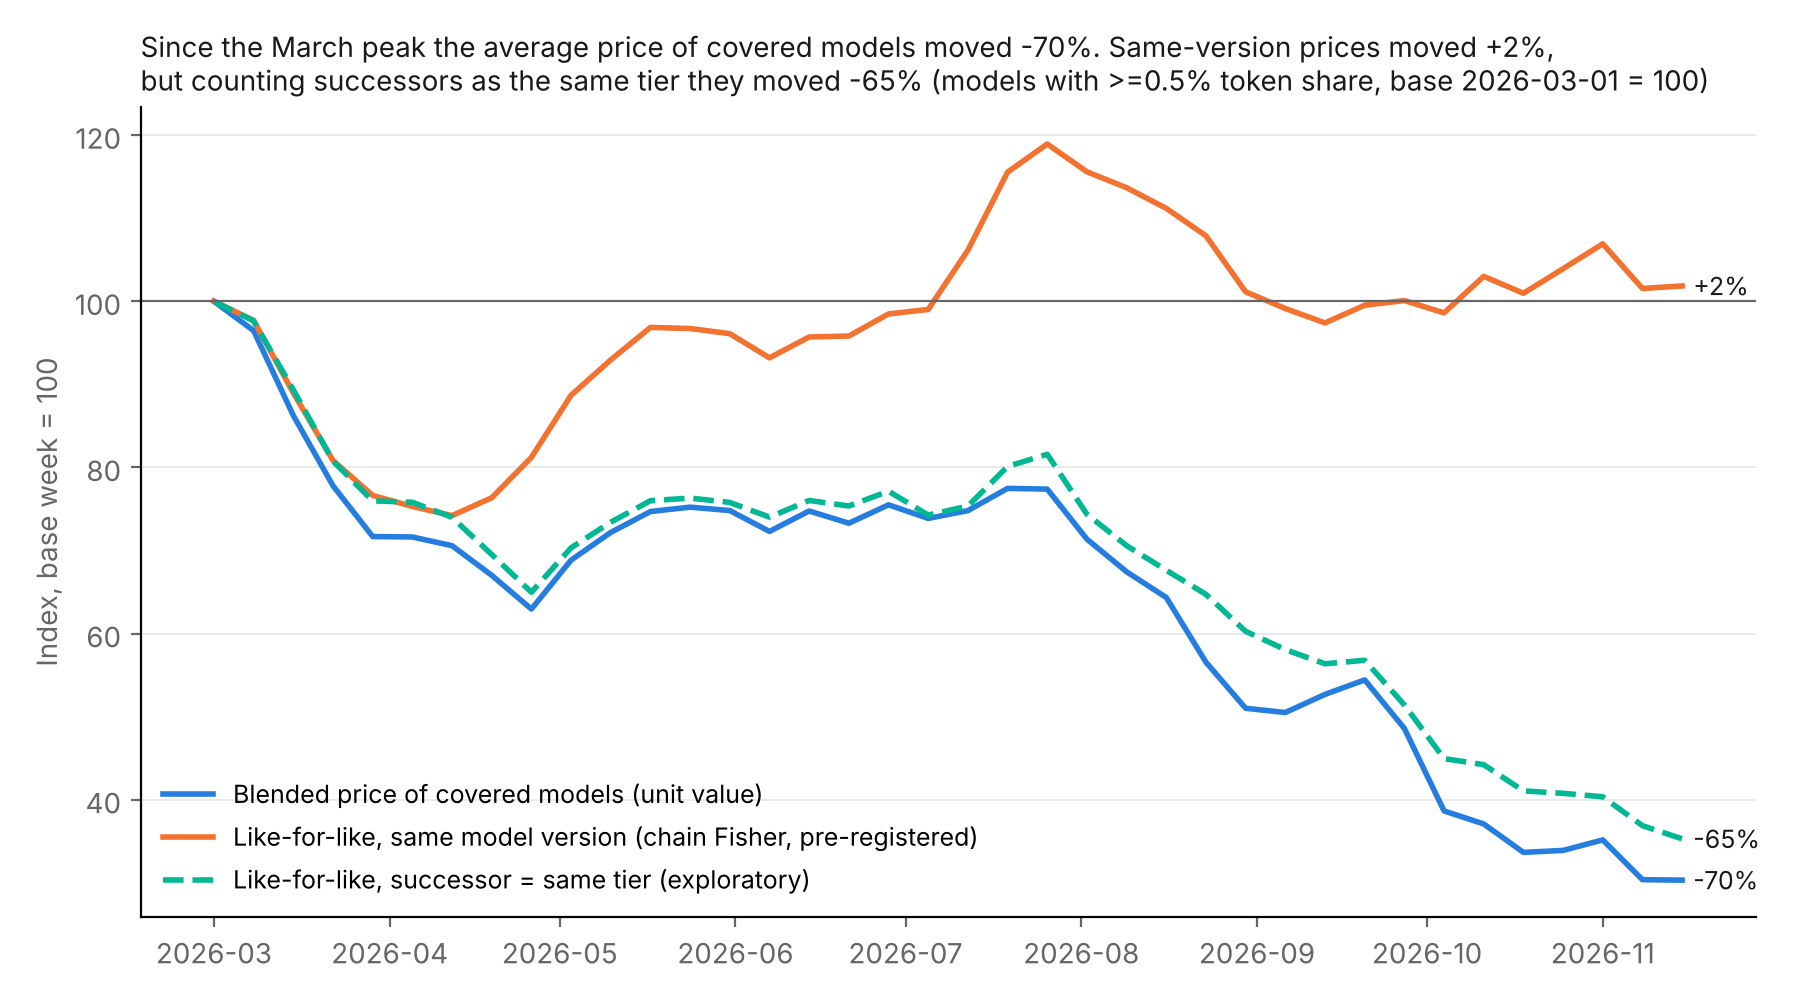 Since the March peak the average price of covered models moved -70%. Same-version prices moved +2%,
but counting successors as the same tier they moved -65% (models with >=0.5% token share, base 2026-03-01 = 100)
Index, base week = 100
120
100
80
60
40
+2%
-65%
-70%
Blended price of covered models (unit value)
Like-for-like, same model version (chain Fisher, pre-registered)
Like-for-like, successor = same tier (exploratory)
2026-03
2026-04
2026-05
2026-06
2026-07
2026-08
2026-09
2026-10
2026-11